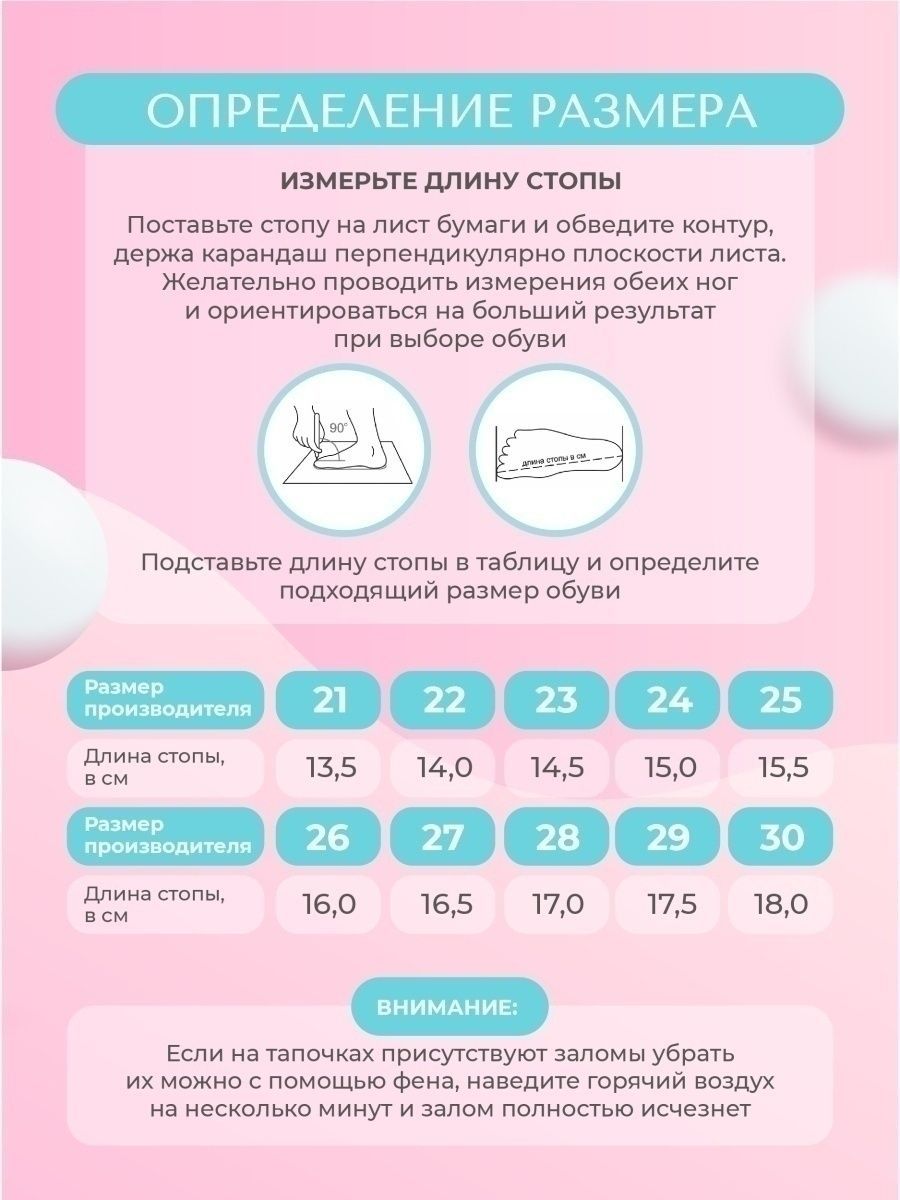 ОПРЕДЕЛЕНИЕ РАЗМЕРА
ИЗМЕРЬТЕ ДЛИНУ СТОПЫ
Поставьте стопу на лист бумаги и обведите контур,
держа карандаш перпендикулярно плоскости листа.
Желательно проводить измерения обеих ног
и ориентироваться на больший результат
при выборе обуви
90°
длина стопы в см
Подставьте длину стопы в таблицу и определите
подходящий размер обуви
Размер производителя 21 22 23 24 25
Длина стопы, в см 13,5 14,0 14,5 15,0 15,5
Размер производителя 26 27 28 29 30
Длина стопы, в см 16,0 16,5 17,0 17,5 18,0
ВНИМАНИЕ:
Если на тапочках присутствуют заломы убрать
их можно с помощью фена, наведите горячий воздух
на несколько минут и залом полностью исчезнет